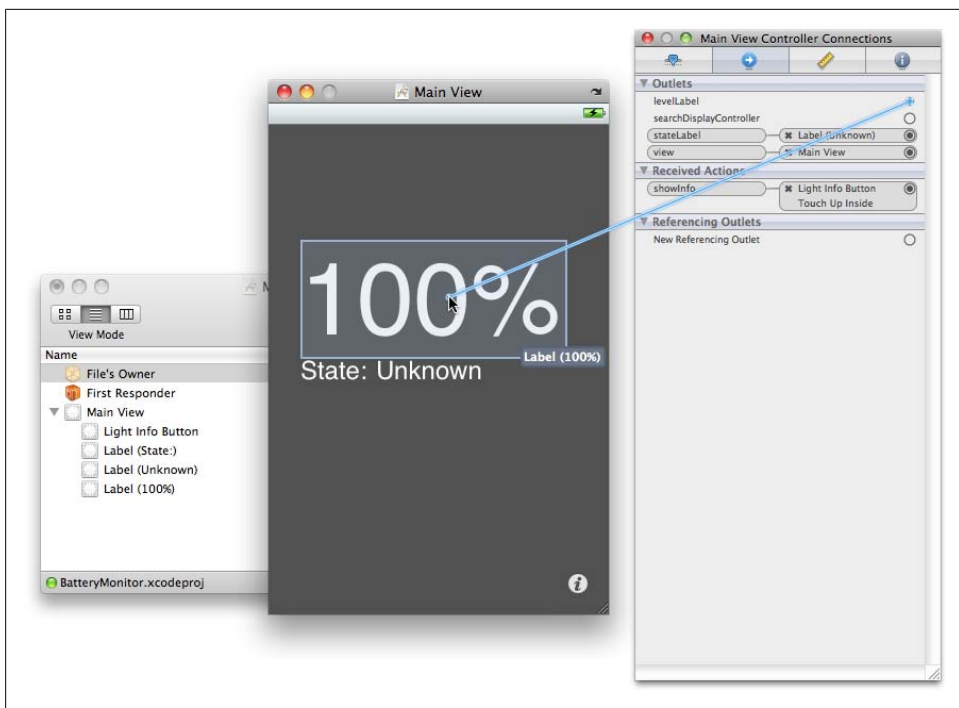 Main View Controller Connections
Outlets
levelLabel
searchDisplayController
stateLabel
Label (Unknown)
view
Main View
Received Actions
showInfo
Light Info Button
Touch Up Inside
Referencing Outlets
New Referencing Outlet
Main View
100%
Label (100%)
State: Unknown
View Mode
Name
File's Owner
First Responder
Main View
Light Info Button
Label (State:)
Label (Unknown)
Label (100%)
BatteryMonitor.xcodeproj